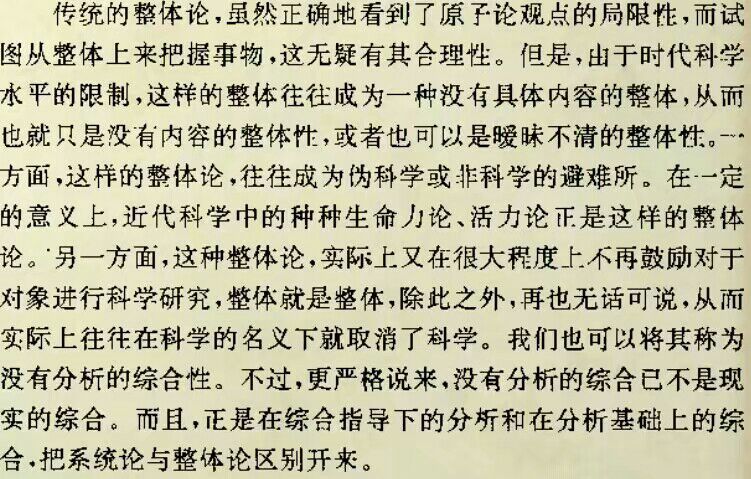 传统的整体论,虽然正确地看到了原子论观点的局限性,而试
图从整体上来把握事物,这无疑有其合理性。但是,由于时代科学
水平的限制,这样的整体往往成为一种没有具体内容的整体,从而
也就只是没有内容的整体性,或者也可以是暧昧不清的整体性。一
方面,这样的整体论,往往成为伪科学或非科学的避难所。在一定
的意义上,近代科学中的种种生命力论、活力论正是这样的整体
论。另一方面,这种整体论,实际上又在很大程度上不再鼓励对于
对象进行科学研究,整体就是整体,除此之外,再也无话可说,从而
实际上往往在科学的名义下就取消了科学。我们也可以将其称为
没有分析的综合性。不过,更严格说来,没有分析的综合已不是现
实的综合。而且,正是在综合指导下的分析和在分析基础上的综
合,把系统论与整体论区别开来。